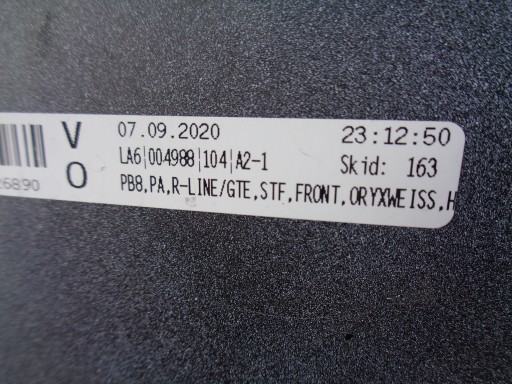 V 07.09.2020 23:12:50
LA6|004988|104|A2-1 Skid: 163
O PB8,PA,R-LINE/GTE,STF,FRONT,ORYXWEISS,H
26890